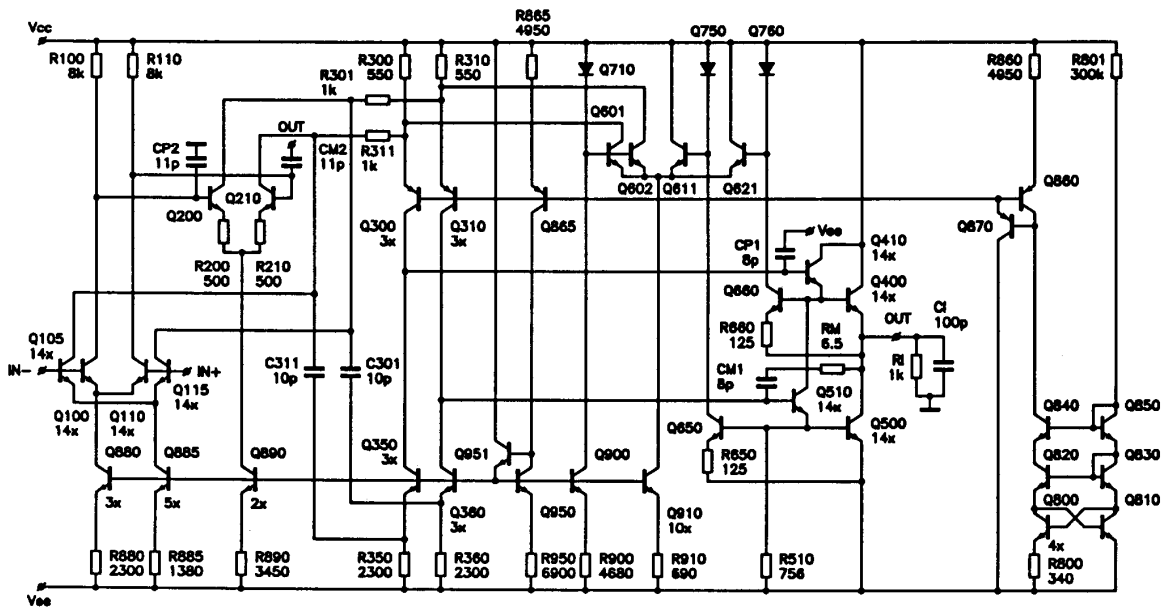 Vcc
R100
8k
R110
8k
R301
1k
R300
550
R310
550
R865
4950
Q710
Q750
Q760
R860
4950
R801
300k
CP2
11p
OUT
CM2
11p
R311
1k
Q601
Q602
Q611
Q621
Q200
Q210
Q300
3x
Q310
3x
Q865
Q860
Q870
R200
500
R210
500
CP1
8p
Vee
Q410
14x
Q660
Q400
14x
R660
125
RM
6.5
OUT
Cl
100p
Rl
1k
Q105
14x
IN-
IN+
Q115
14x
Q100
14x
Q110
14x
C311
10p
C301
10p
CM1
8p
Q510
14x
Q500
14x
Q650
R650
125
Q840
Q850
Q820
Q830
Q800
4x
Q810
Q880
3x
Q885
5x
Q890
2x
Q350
3x
Q951
Q360
3x
Q950
Q900
Q910
10x
R880
2300
R885
1380
R890
3450
R350
2300
R360
2300
R950
6900
R900
4680
R910
690
R510
756
R800
340
Vee